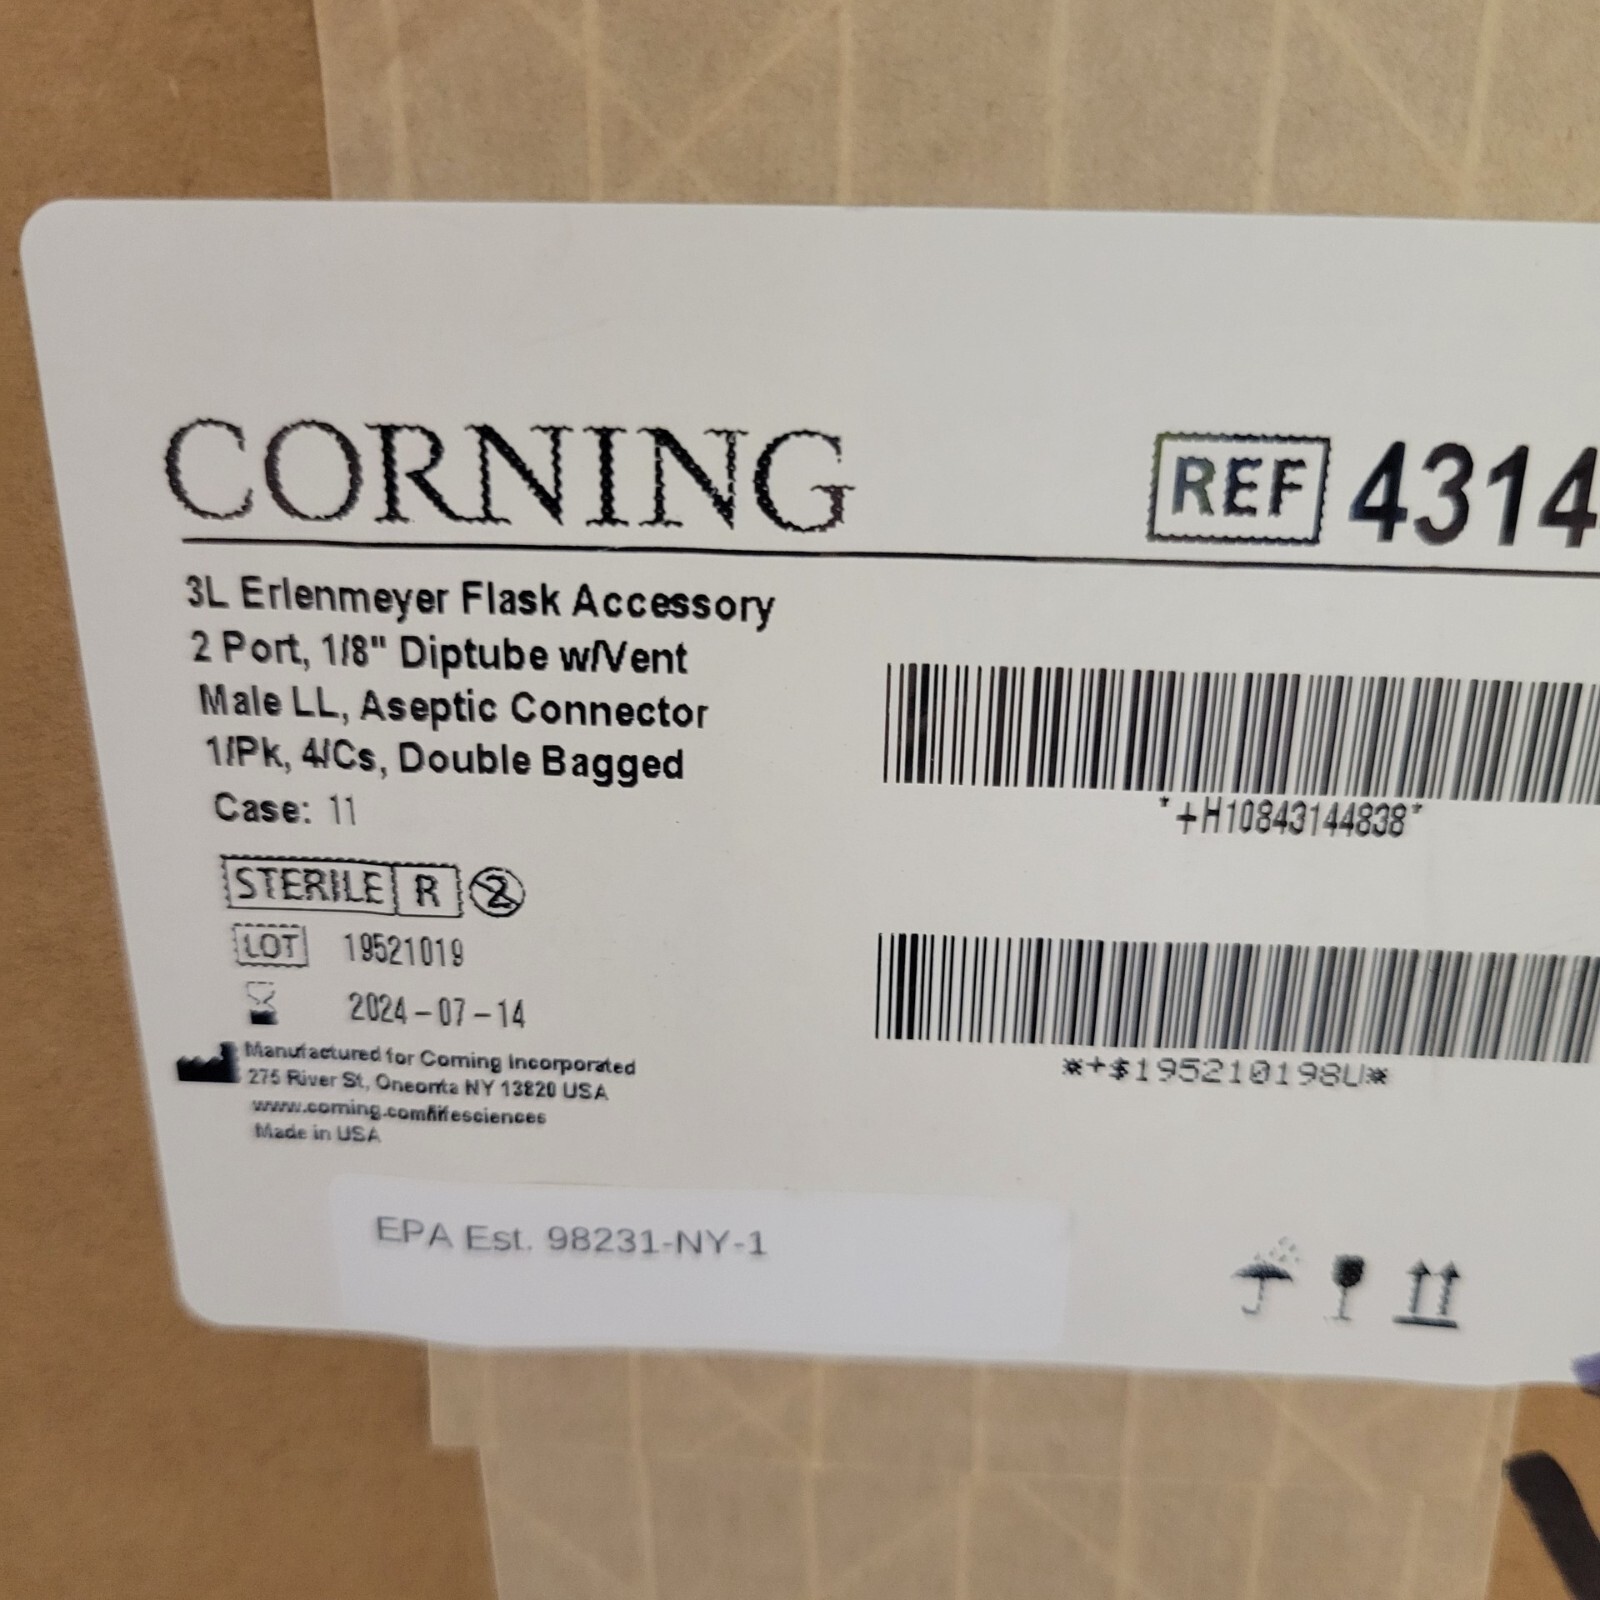 CORNING
REF 4314
3L Erlenmeyer Flask Accessory
2 Port, 1/8" Diptube w/Vent
Male LL, Aseptic Connector
1/Pk, 4/Cs, Double Bagged
Case: 11
*+H10843144838*
STERILE R 2
LOT 19521019
2024-07-14
*+$195210198U*
Manufactured for Corning Incorporated
275 River St, Oneonta NY 13820 USA
www.corning.com/lifesciences
Made in USA
EPA Est. 98231-NY-1